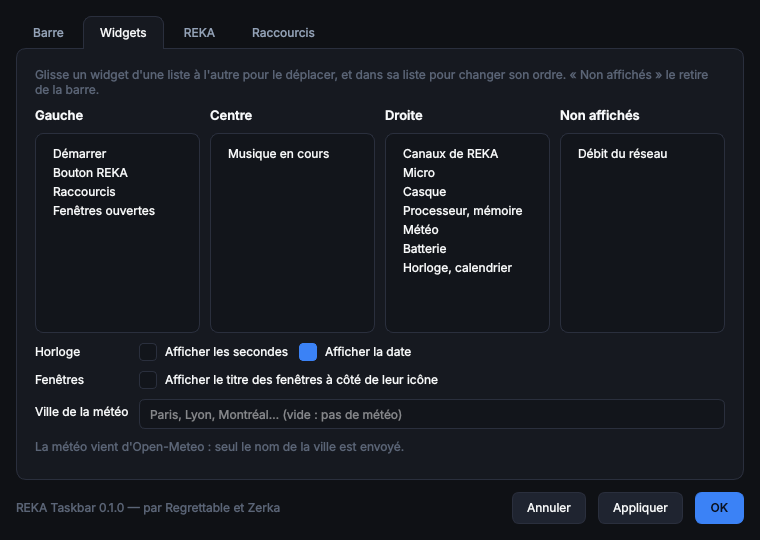 Barre
Widgets
REKA
Raccourcis
Glisse un widget d'une liste à l'autre pour le déplacer, et dans sa liste pour changer son ordre. « Non affichés » le retire
de la barre.
Gauche
Démarrer
Bouton REKA
Raccourcis
Fenêtres ouvertes
Centre
Musique en cours
Droite
Canaux de REKA
Micro
Casque
Processeur, mémoire
Météo
Batterie
Horloge, calendrier
Non affichés
Débit du réseau
Horloge
Afficher les secondes
Afficher la date
Fenêtres
Afficher le titre des fenêtres à côté de leur icône
Ville de la météo
Paris, Lyon, Montréal... (vide : pas de météo)
La météo vient d'Open-Meteo : seul le nom de la ville est envoyé.
REKA Taskbar 0.1.0 — par Regrettable et Zerka
Annuler
Appliquer
OK